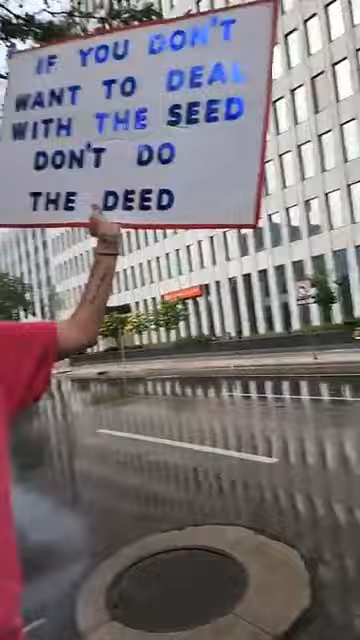 IF YOU DON'T
WANT TO DEAL
WITH THE SEED
DON'T DO
THE DEED